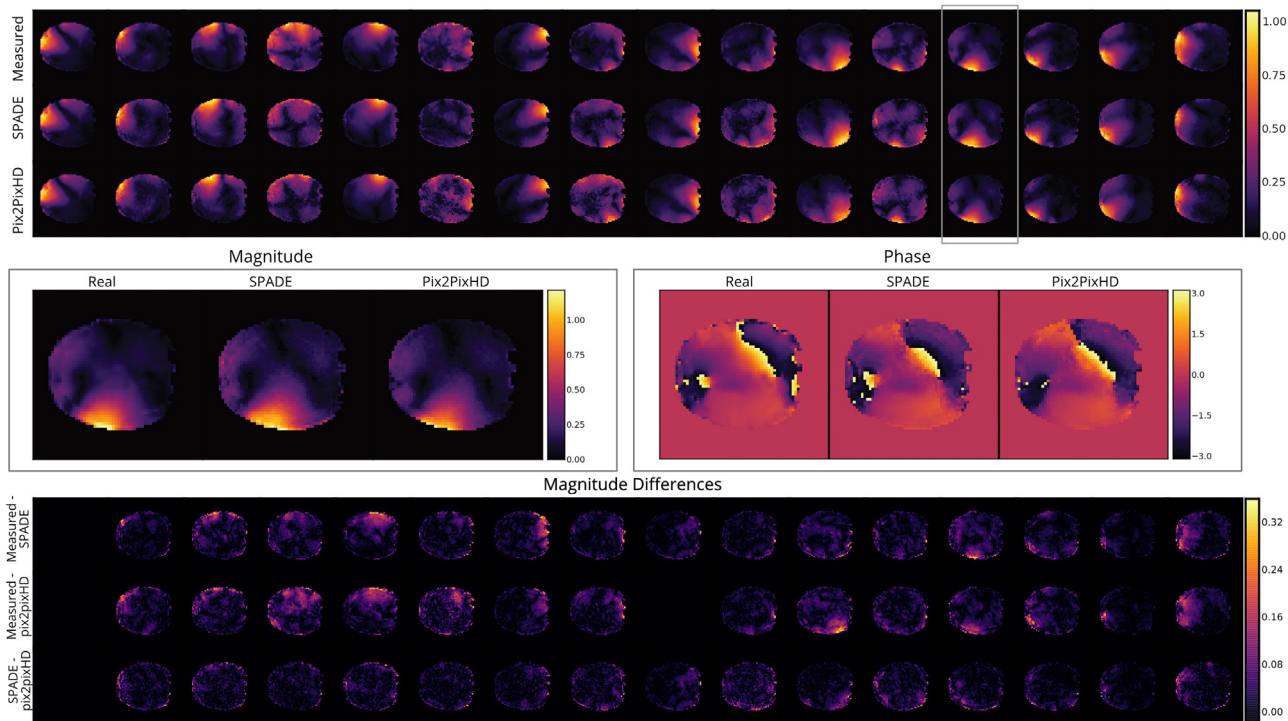 Measured
SPADE
Pix2PixHD
1.00
0.75
0.50
0.25
0.00
Magnitude
Phase
Real SPADE Pix2PixHD
1.00
0.75
0.50
0.25
0.00
Real SPADE Pix2PixHD
3.0
1.5
0.0
−1.5
−3.0
Magnitude Differences
Measured -
SPADE
Measured -
pix2pixHD
SPADE -
pix2pixHD
0.32
0.24
0.16
0.08
0.00